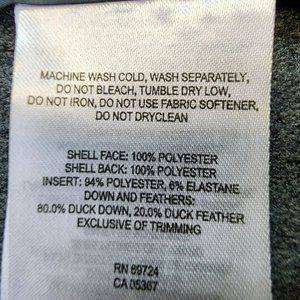 MACHINE WASH COLD, WASH SEPARATELY,
DO NOT BLEACH, TUMBLE DRY LOW,
DO NOT IRON, DO NOT USE FABRIC SOFTENER,
DO NOT DRYCLEAN
SHELL FACE: 100% POLYESTER
SHELL BACK: 100% POLYESTER
INSERT: 94% POLYESTER, 6% ELASTANE
DOWN AND FEATHERS:
80.0% DUCK DOWN, 20.0% DUCK FEATHER
EXCLUSIVE OF TRIMMING
RN 89724
CA 05367